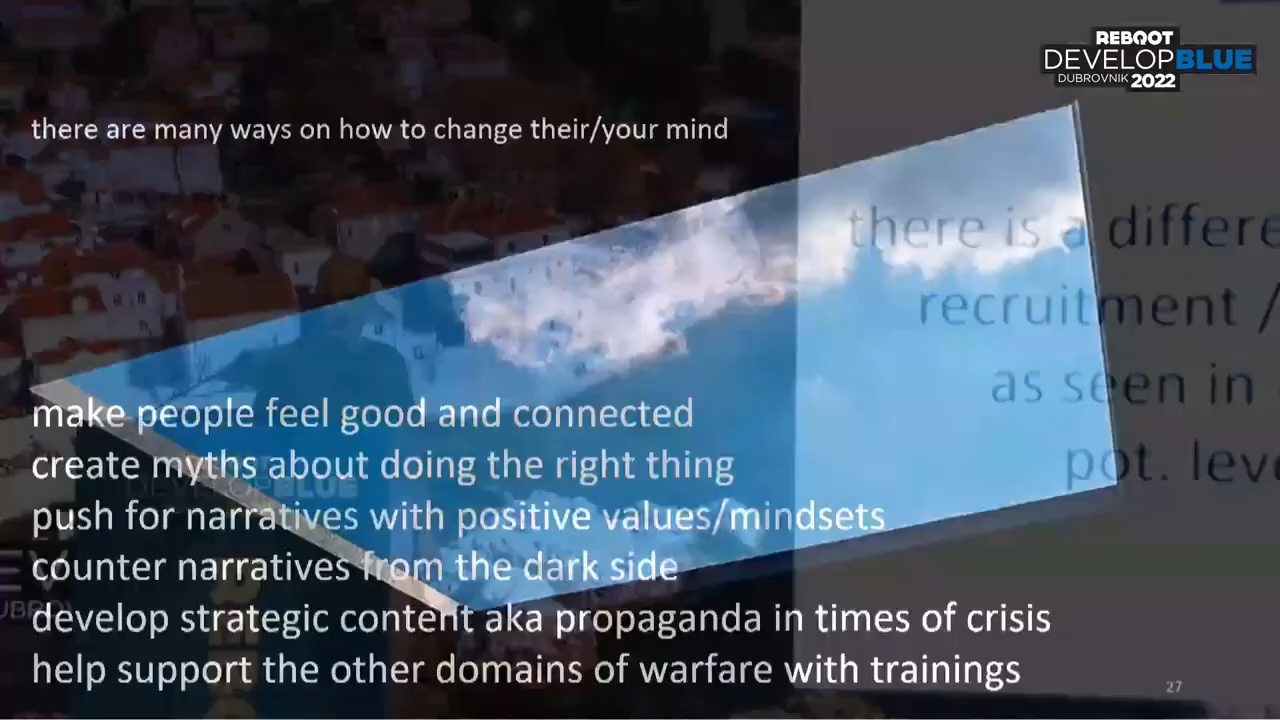 REBOOT
DEVELOPBLUE
DUBROVNIK 2022
there are many ways on how to change their/your mind
there is a differe
recruitment /
as seen in
pot. leve
make people feel good and connected
create myths about doing the right thing
push for narratives with positive values/mindsets
counter narratives from the dark side
develop strategic content aka propaganda in times of crisis
help support the other domains of warfare with trainings
DEVELOPBLUE
27